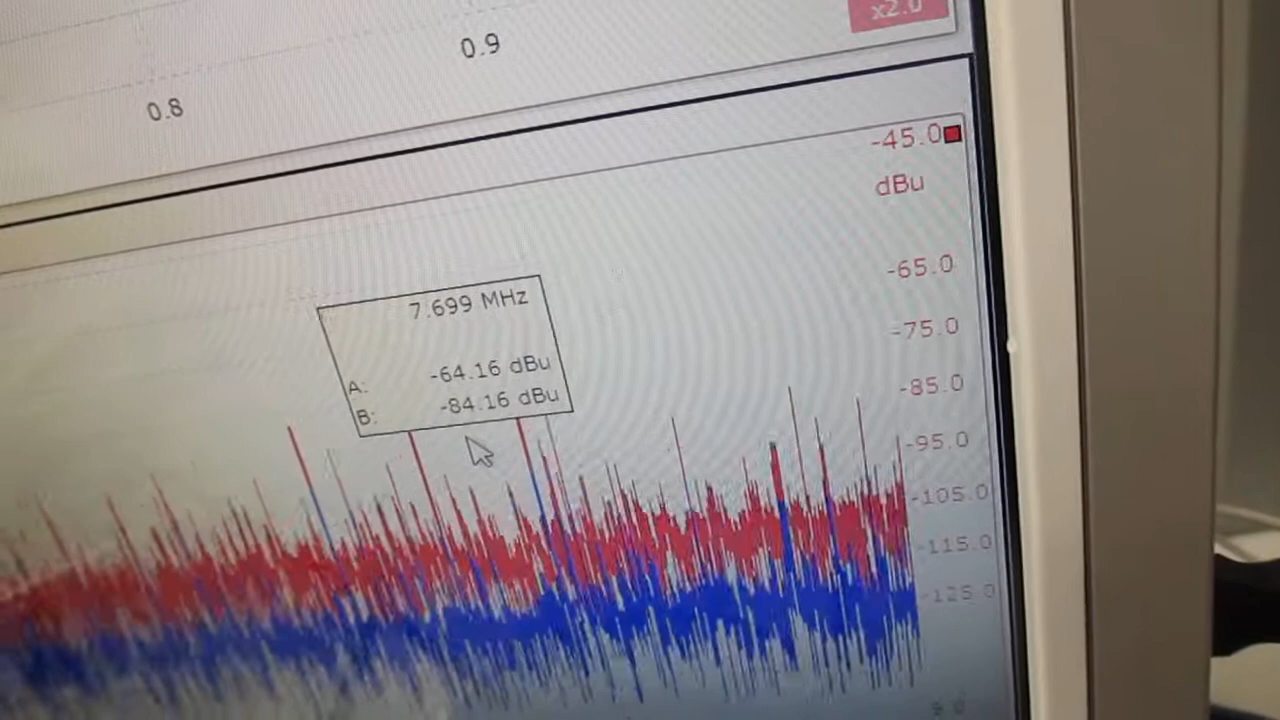 x2.0
0.9
0.8
-45.0
dBu
-65.0
-75.0
-85.0
-95.0
-105.0
-115.0
-125.0
7.699 MHz
A: -64.16 dBu
B: -84.16 dBu